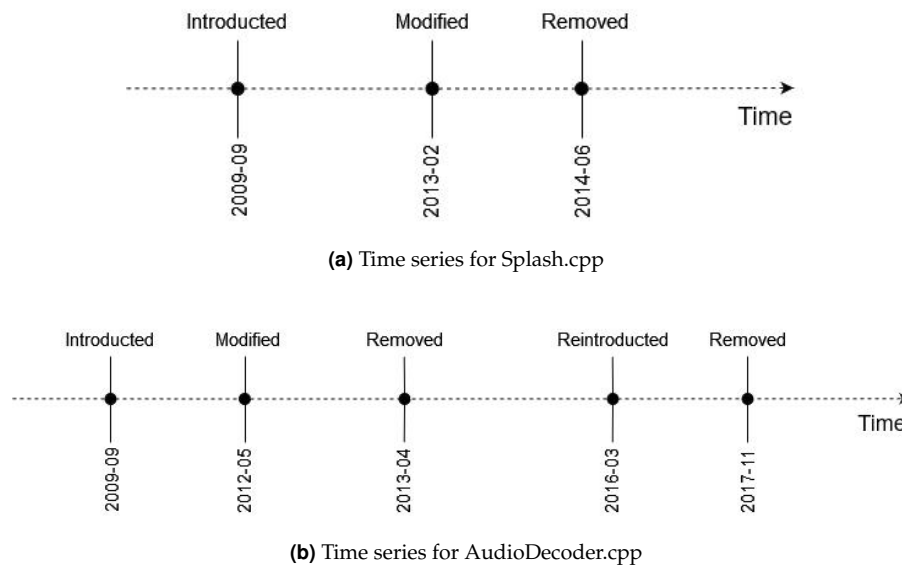 Introducted Modified Removed
Time
2009-09 2013-02 2014-06
(a) Time series for Splash.cpp
Introducted Modified Removed Reintroducted Removed
Time
2009-09 2012-05 2013-04 2016-03 2017-11
(b) Time series for AudioDecoder.cpp